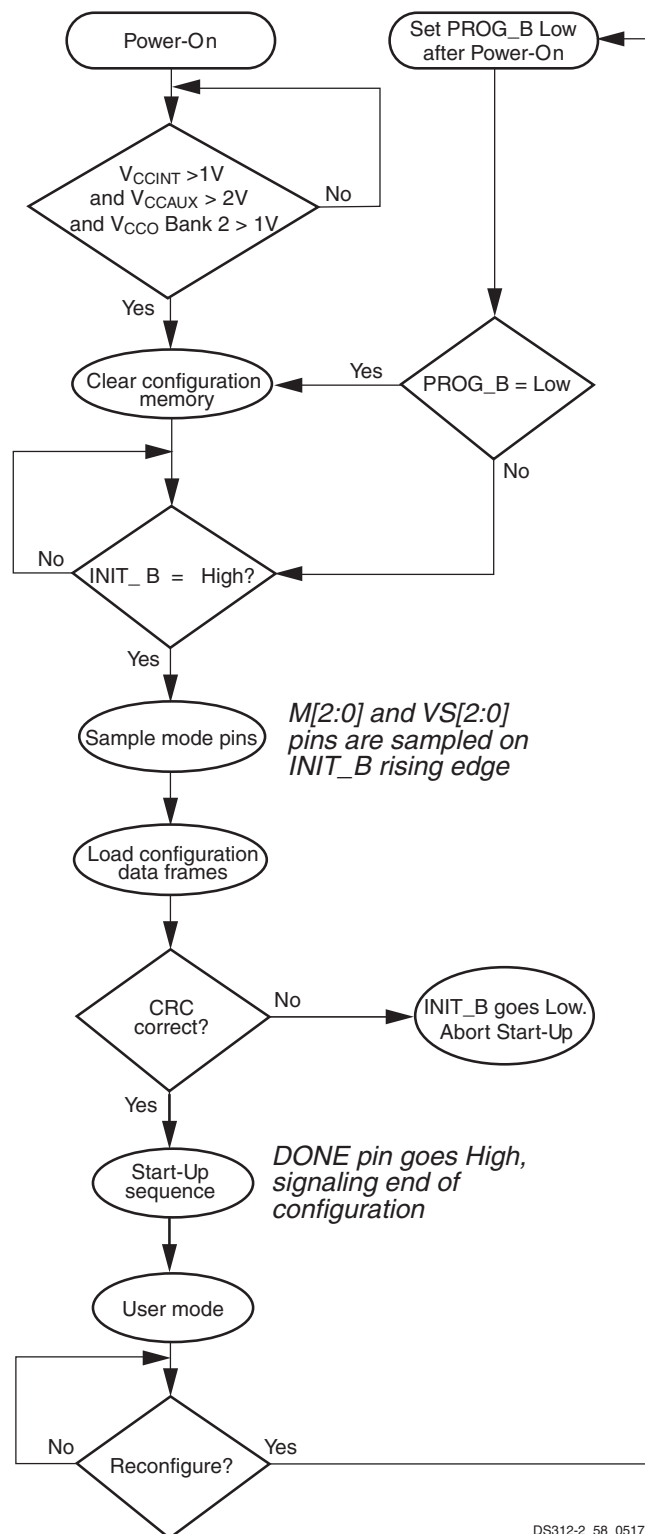 Power-On
Set PROG_B Low
after Power-On
VCCINT >1V
and VCCAUX > 2V
and VCCO Bank 2 > 1V
No
Yes
Clear configuration
memory
Yes
PROG_B = Low
No
No
INIT_ B = High?
Yes
Sample mode pins
M[2:0] and VS[2:0]
pins are sampled on
INIT_B rising edge
Load configuration
data frames
CRC
correct?
No
INIT_B goes Low.
Abort Start-Up
Yes
Start-Up
sequence
DONE pin goes High,
signaling end of
configuration
User mode
No
Reconfigure?
Yes
DS312-2_58_0517